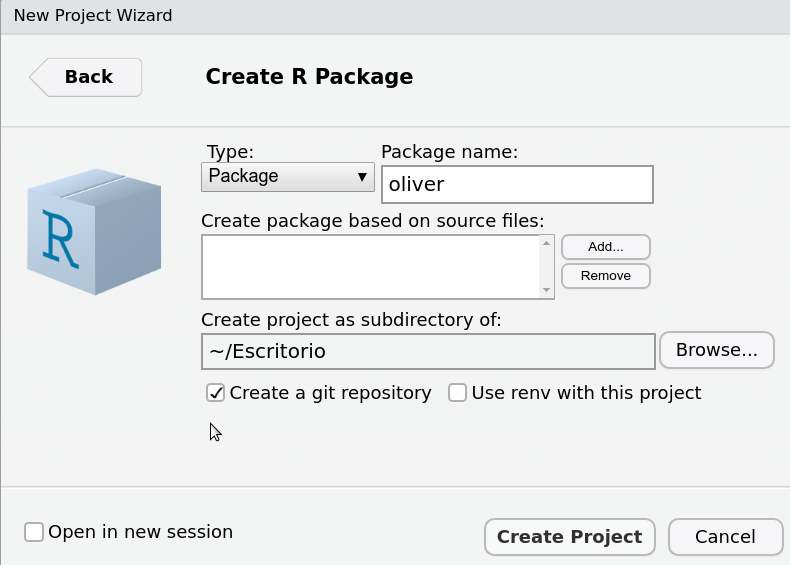 New Project Wizard
Back
Create R Package
Type:
Package name:
Package
oliver
R
Create package based on source files:
Add...
Remove
Create project as subdirectory of:
~/Escritorio
Browse...
Create a git repository
Use renv with this project
Open in new session
Create Project
Cancel